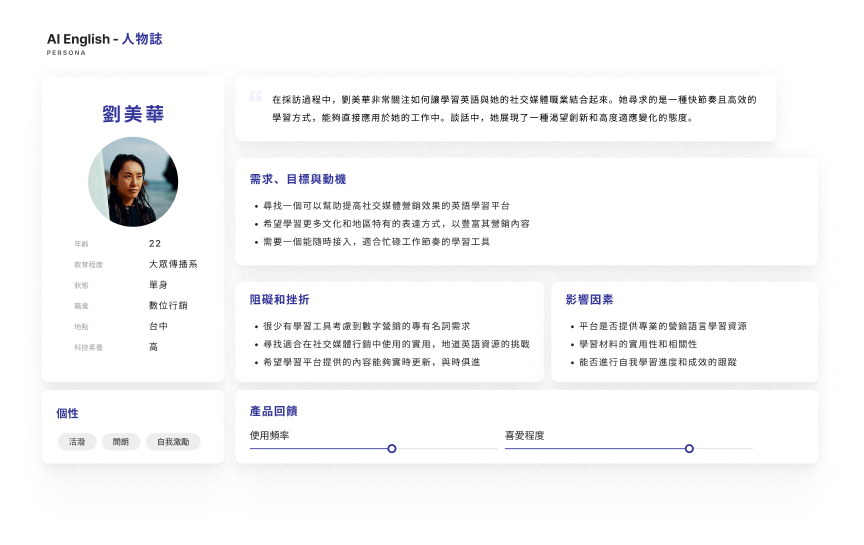 AI English - 人物誌
PERSONA
劉美華
年齡 22
教育程度 大眾傳播系
狀態 單身
職業 數位行銷
地點 台中
科技素養 高
個性
活潑 開朗 自我激勵
在採訪過程中，劉美華非常關注如何讓學習英語與她的社交媒體職業結合起來。她尋求的是一種快節奏且高效的
學習方式，能夠直接應用於她的工作中。談話中，她展現了一種渴望創新和高度適應變化的態度。
需求、目標與動機
• 尋找一個可以幫助提高社交媒體營銷效果的英語學習平台
• 希望學習更多文化和地區特有的表達方式，以豐富其營銷內容
• 需要一個能隨時接入，適合忙碌工作節奏的學習工具
阻礙和挫折
• 很少有學習工具考慮到數字營銷的專有名詞需求
• 尋找適合在社交媒體行銷中使用的實用，地道英語資源的挑戰
• 希望學習平台提供的內容能夠實時更新，與時俱進
影響因素
• 平台是否提供專業的營銷語言學習資源
• 學習材料的實用性和相關性
• 能否進行自我學習進度和成效的跟蹤
產品回饋
使用頻率
喜愛程度